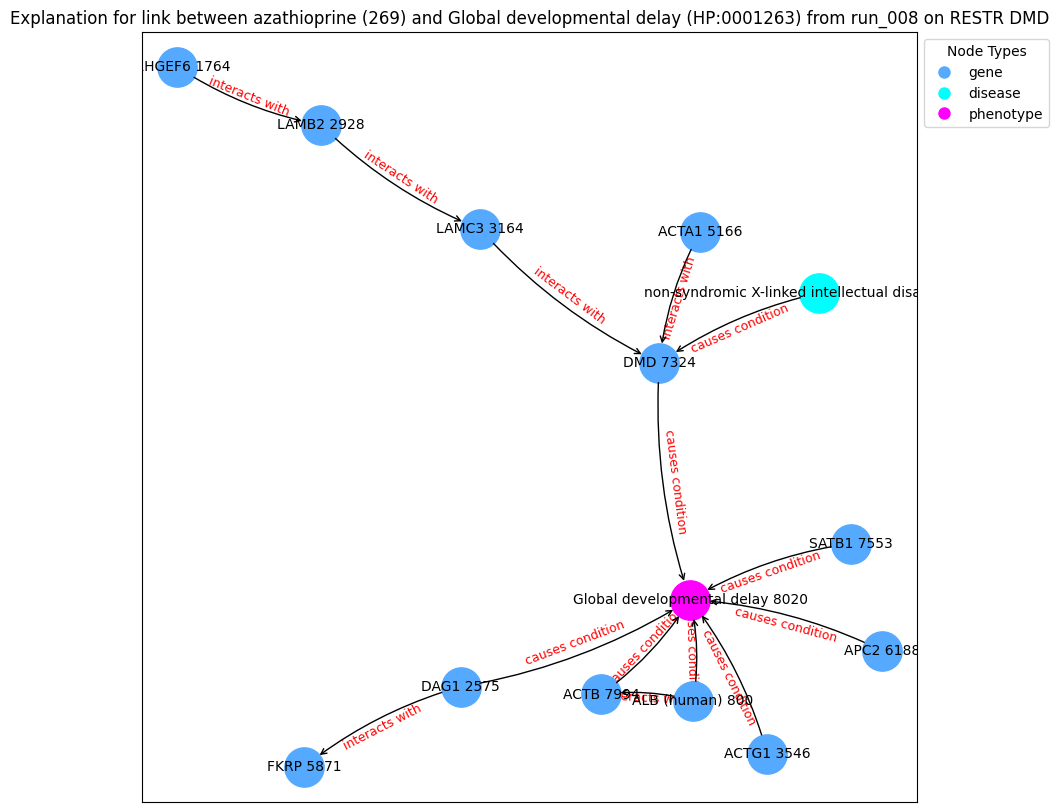 Explanation for link between azathioprine (269) and Global developmental delay (HP:0001263) from run_008 on RESTR DMD
Node Types
gene
disease
phenotype
HGEF6 1764
interacts with
LAMB2 2928
interacts with
LAMC3 3164
interacts with
ACTA1 5166
interacts with
non-syndromic X-linked intellectual disa
causes condition
DMD 7324
causes condition
SATB1 7553
causes condition
Global developmental delay 8020
causes condition
APC2 6188
causes condition
causes condition
DAG1 2575
ACTB 7994
ALB (human) 800
causes condition
interacts with
ACTG1 3546
FKRP 5871